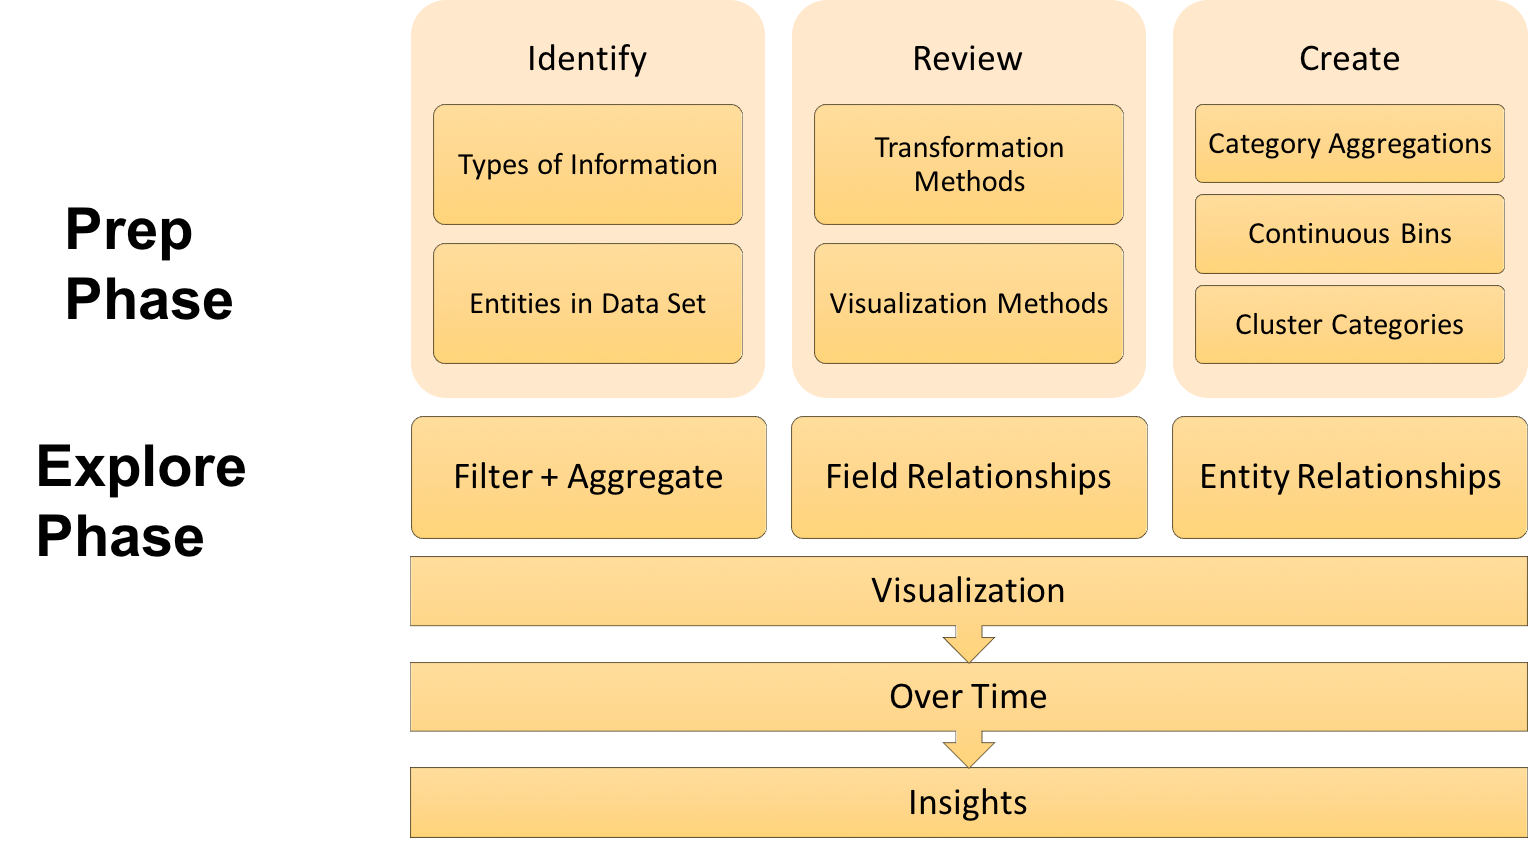 Prep
Phase
Identify
Types of Information
Entities in Data Set
Review
Transformation
Methods
Visualization Methods
Create
Category Aggregations
Continuous Bins
Cluster Categories
Explore
Phase
Filter + Aggregate
Field Relationships
Entity Relationships
Visualization
Over Time
Insights